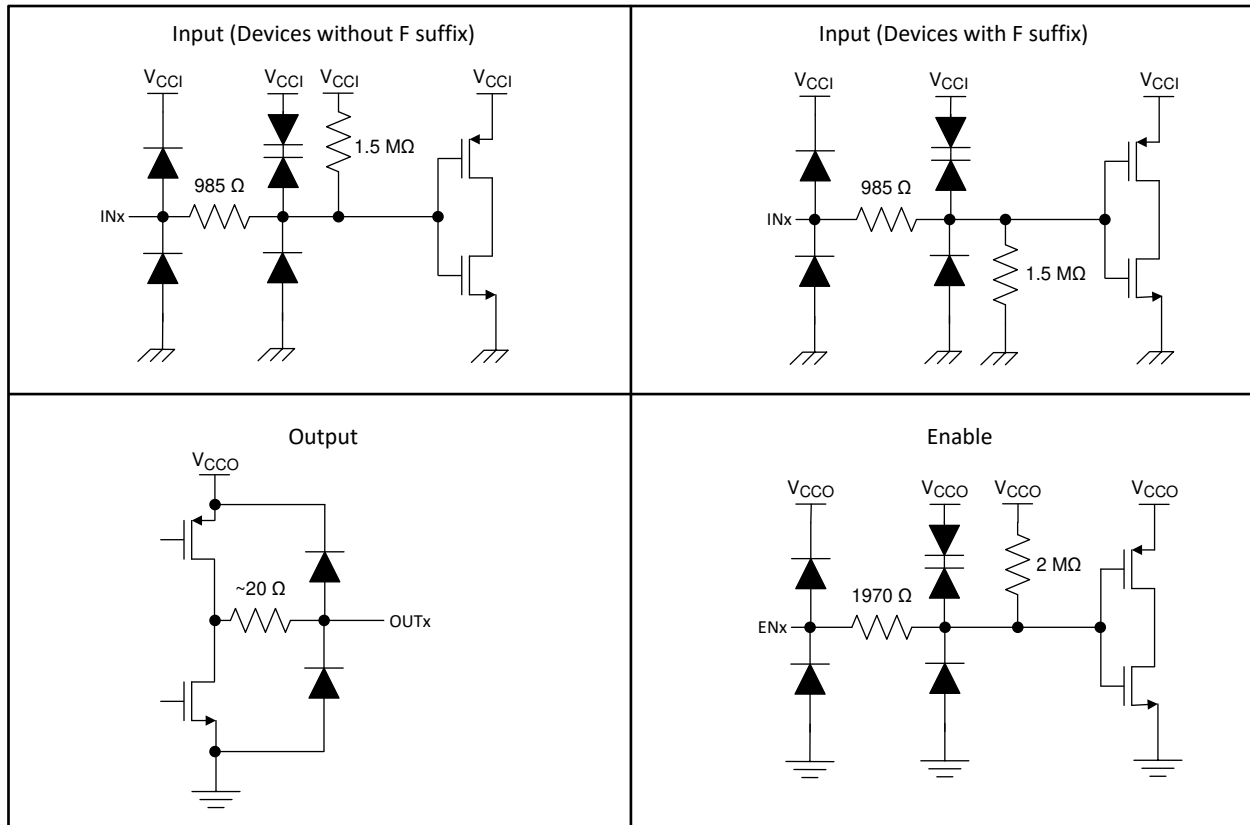 Input (Devices without F suffix)
VCCI VCCI VCCI VCCI
1.5 MΩ
985 Ω
INx
Input (Devices with F suffix)
VCCI VCCI VCCI
985 Ω
INx
1.5 MΩ
Output
VCCO
~20 Ω
OUTx
Enable
VCCO VCCO VCCO VCCO
2 MΩ
1970 Ω
ENx